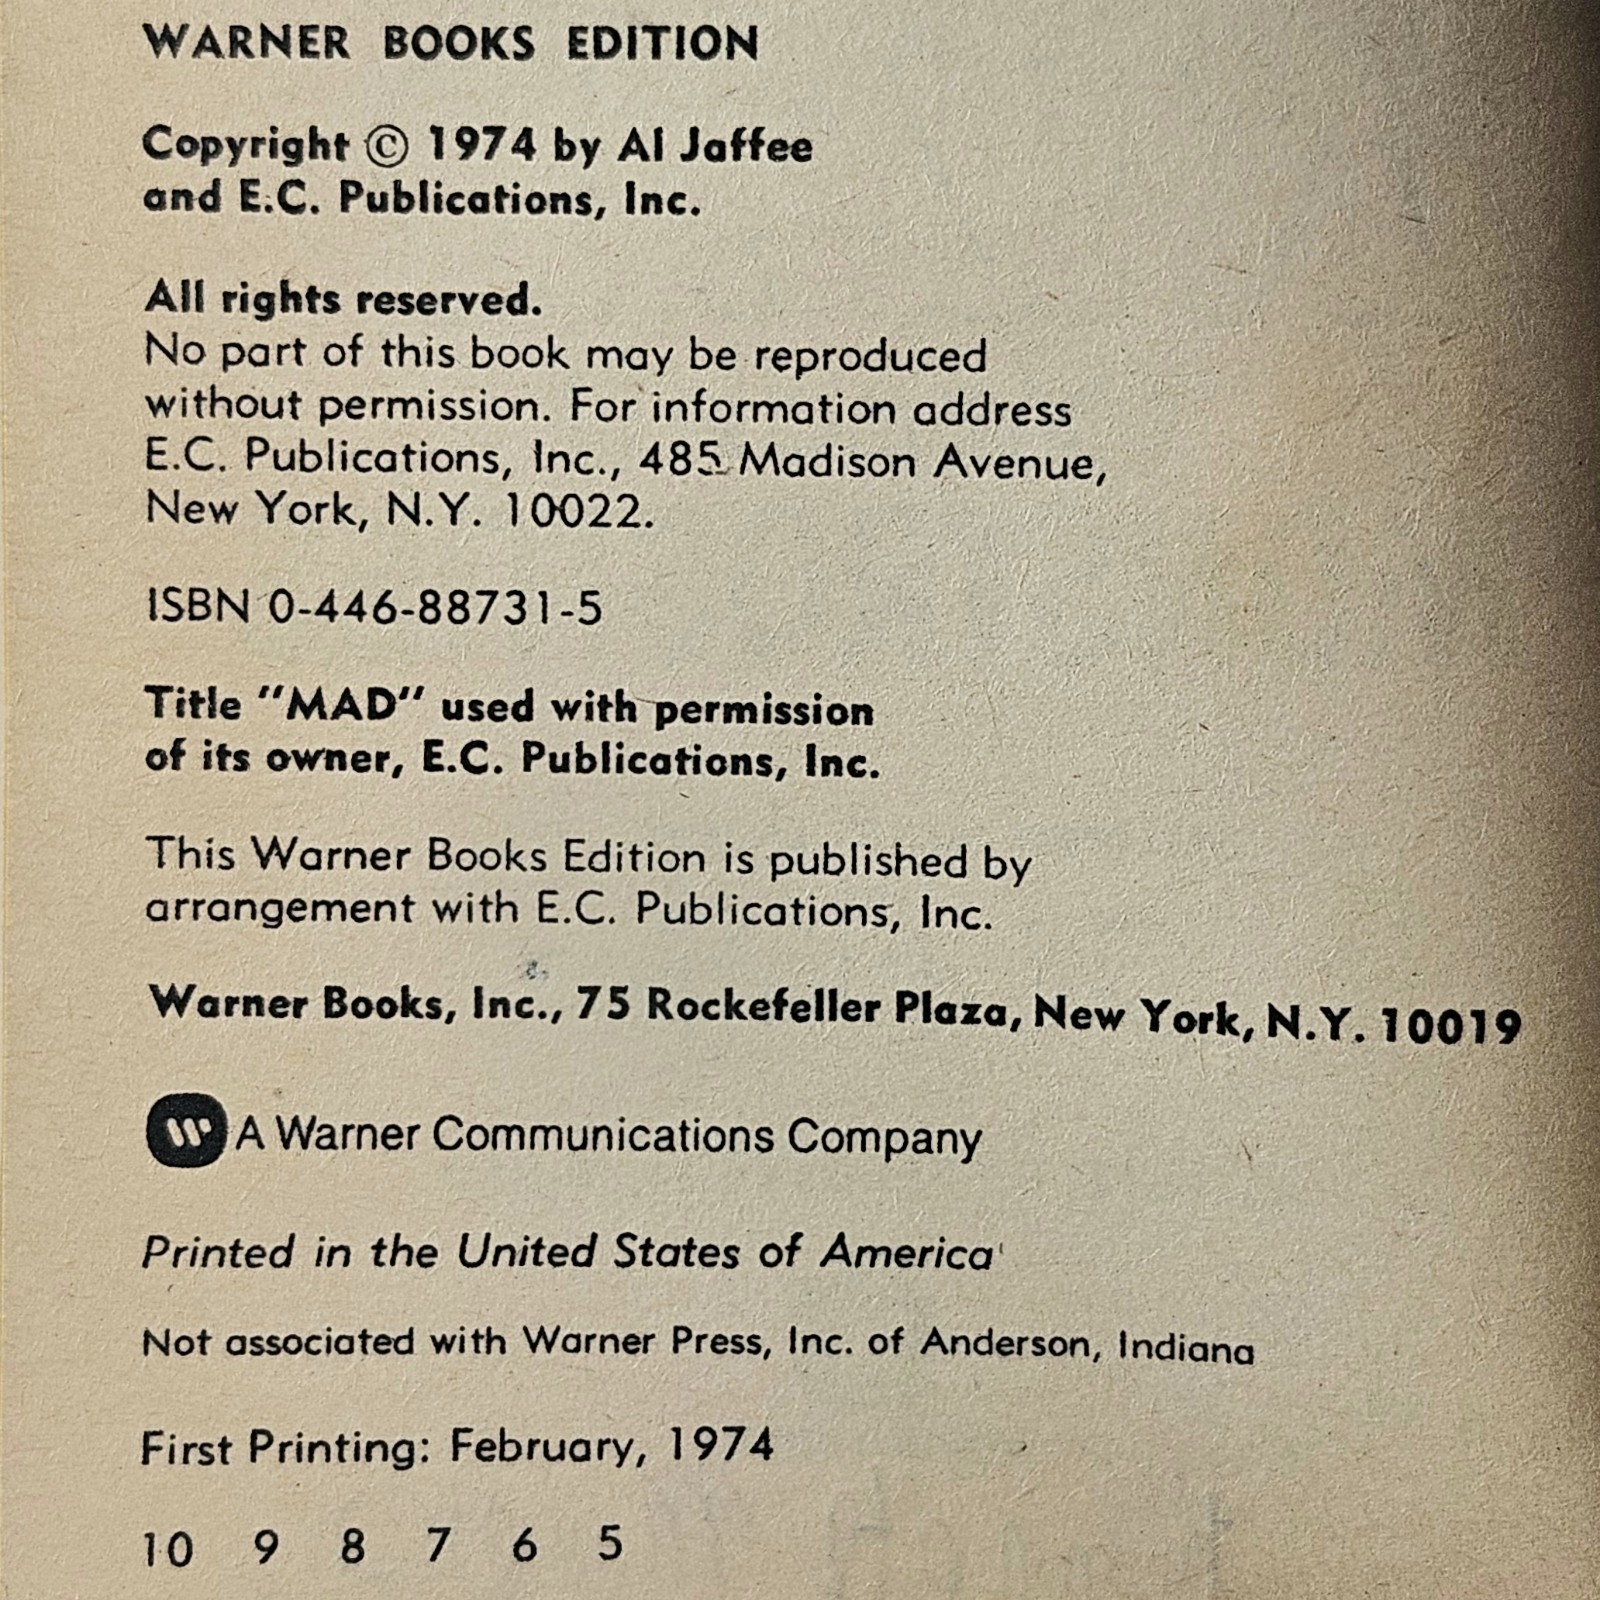 WARNER BOOKS EDITION
Copyright © 1974 by Al Jaffee
and E.C. Publications, Inc.
All rights reserved.
No part of this book may be reproduced
without permission. For information address
E.C. Publications, Inc., 485 Madison Avenue,
New York, N.Y. 10022.
ISBN 0-446-88731-5
Title "MAD" used with permission
of its owner, E.C. Publications, Inc.
This Warner Books Edition is published by
arrangement with E.C. Publications, Inc.
Warner Books, Inc., 75 Rockefeller Plaza, New York, N.Y. 10019
A Warner Communications Company
Printed in the United States of America
Not associated with Warner Press, Inc. of Anderson, Indiana
First Printing: February, 1974
10 9 8 7 6 5